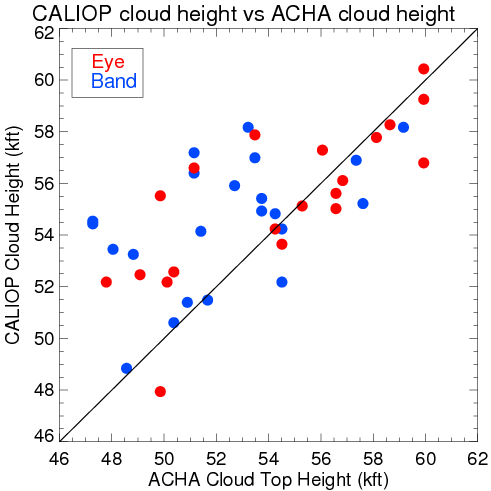 CALIOP cloud height vs ACHA cloud height
62
60
58
56
54
52
50
48
46
CALIOP Cloud Height (kft)
Eye
Band
46 48 50 52 54 56 58 60 62
ACHA Cloud Top Height (kft)